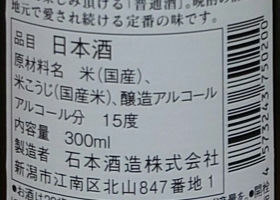 楽しみ頂ける「普通酒」。晩酌の
地元で愛され続ける定番の味です。
品目 日本酒
原材料名 米(国産)、
米こうじ(国産米)、醸造アルコール
アルコール分 15度
内容量 300ml
製造者 石本酒造株式会社
新潟市江南区北山847番地1
4573243750200